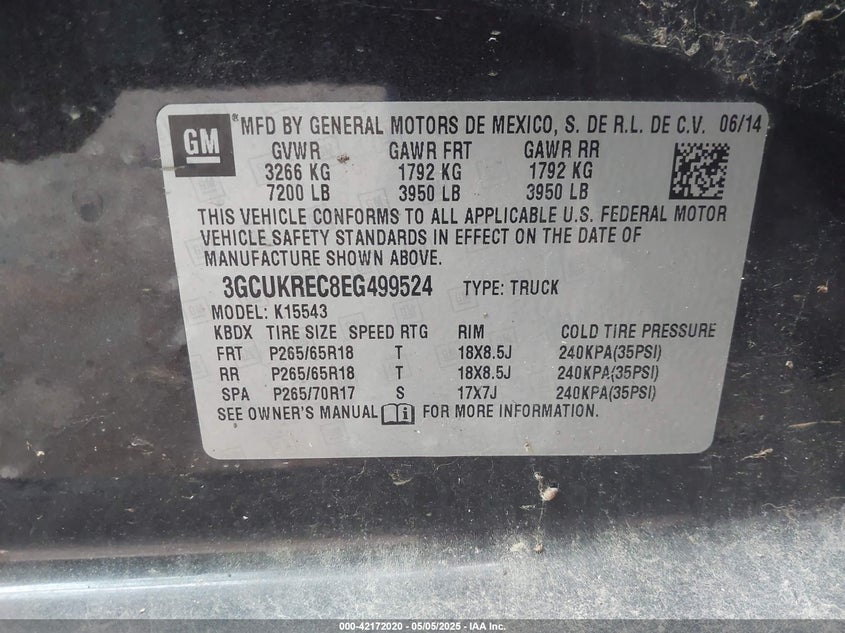 GM ® MFD BY GENERAL MOTORS DE MEXICO, S. DE R.L. DE C.V. 06/14
GVWR GAWR FRT GAWR RR
3266 KG 1792 KG 1792 KG
7200 LB 3950 LB 3950 LB
THIS VEHICLE CONFORMS TO ALL APPLICABLE U.S. FEDERAL MOTOR
VEHICLE SAFETY STANDARDS IN EFFECT ON THE DATE OF
MANUFACTURE SHOWN ABOVE.
3GCUKREC8EG499524 TYPE: TRUCK
MODEL: K15543
KBDX TIRE SIZE SPEED RTG RIM COLD TIRE PRESSURE
FRT P265/65R18 T 18X8.5J 240KPA(35PSI)
RR P265/65R18 T 18X8.5J 240KPA(35PSI)
SPA P265/70R17 S 17X7J 240KPA(35PSI)
SEE OWNER'S MANUAL FOR MORE INFORMATION.
000-42172020 - 05/05/2025 - IAA Inc.